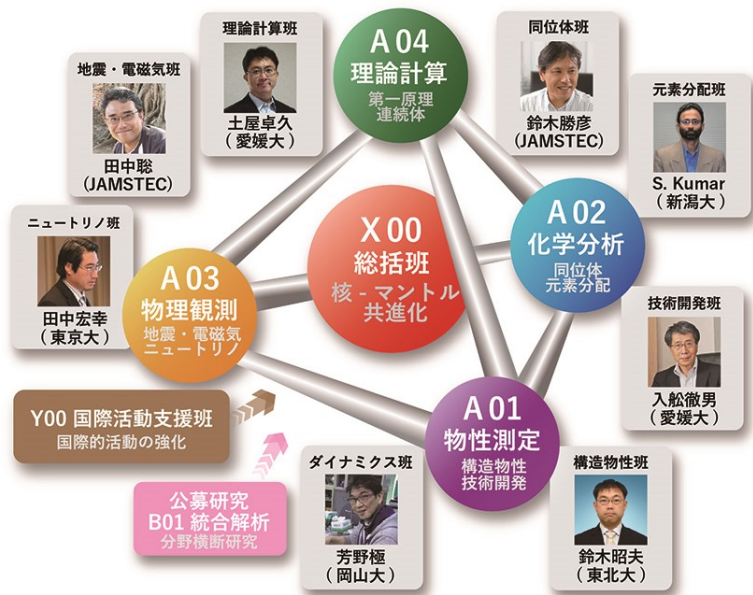 理論計算班
土屋卓久
(愛媛大)
A 04
理論計算
第一原理
連続体
同位体班
鈴木勝彦
(JAMSTEC)
地震・電磁気班
田中聡
(JAMSTEC)
元素分配班
S. Kumar
(新潟大)
ニュートリノ班
田中宏幸
(東京大)
A 03
物理観測
地震・電磁気
ニュートリノ
X 00
総括班
核 - マントル
共進化
A 02
化学分析
同位体
元素分配
技術開発班
入舩徹男
(愛媛大)
Y00 国際活動支援班
国際的活動の強化
A 01
物性測定
構造物性
技術開発
公募研究
B01 統合解析
分野横断研究
ダイナミクス班
芳野極
(岡山大)
構造物性班
鈴木昭夫
(東北大)